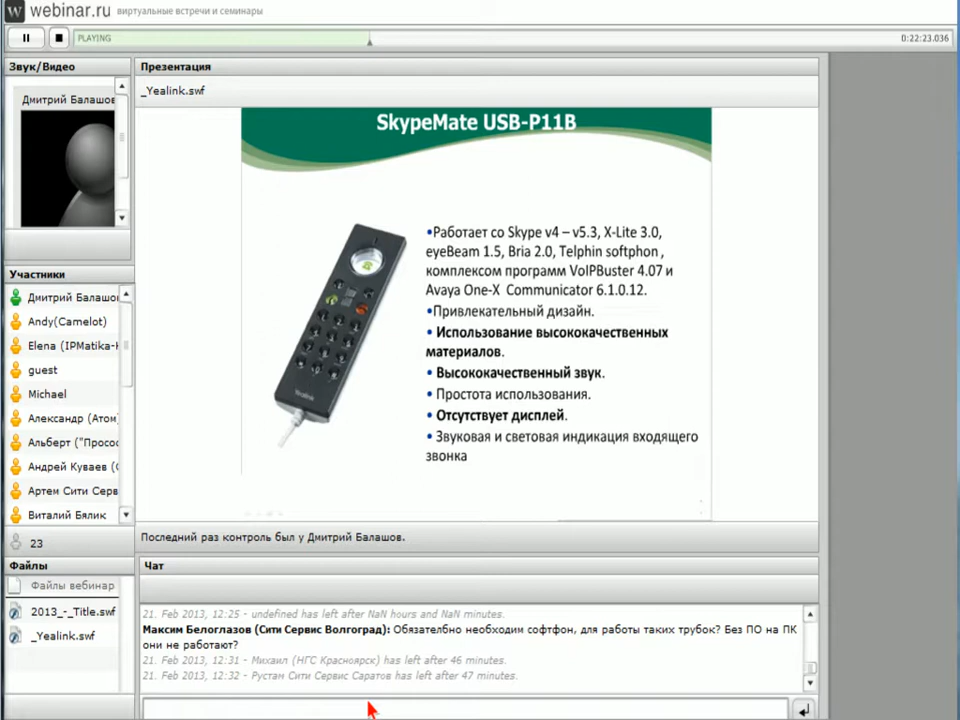 w webinar.ru виртуальные встречи и семинары
PLAYING 0:22:23.036
Звук/Видео
Дмитрий Балашов
Презентация
_Yealink.swf
SkypeMate USB-P11B
•Работает со Skype v4 – v5.3, X-Lite 3.0,
eyeBeam 1.5, Bria 2.0, Telphin softphon ,
комплексом программ VoIPBuster 4.07 и
Avaya One-X Communicator 6.1.0.12.
•Привлекательный дизайн.
• Использование высококачественных
материалов.
• Высококачественный звук.
• Простота использования.
• Отсутствует дисплей.
• Звуковая и световая индикация входящего
звонка
Yealink
Последний раз контроль был у Дмитрий Балашов.
Участники
Дмитрий Балашо
Andy(Camelot)
Elena (IPMatika-
guest
Michael
Александр (Атом
Альберт ("Просо
Андрей Куваев (
Артем Сити Серв
Виталий Бялик
23
Файлы
Файлы вебинар
2013_-_Title.swf
_Yealink.swf
Чат
21. Feb 2013, 12:25 - undefined has left after NaN hours and NaN minutes.
Максим Белоглазов (Сити Сервис Волгоград): Обязателбно необходим софтфон, для работы таких трубок? Без ПО на ПК
они не работают?
21. Feb 2013, 12:31 - Михаил (НГС Красноярск) has left after 46 minutes.
21. Feb 2013, 12:32 - Рустан Сити Сервис Саратов has left after 47 minutes.